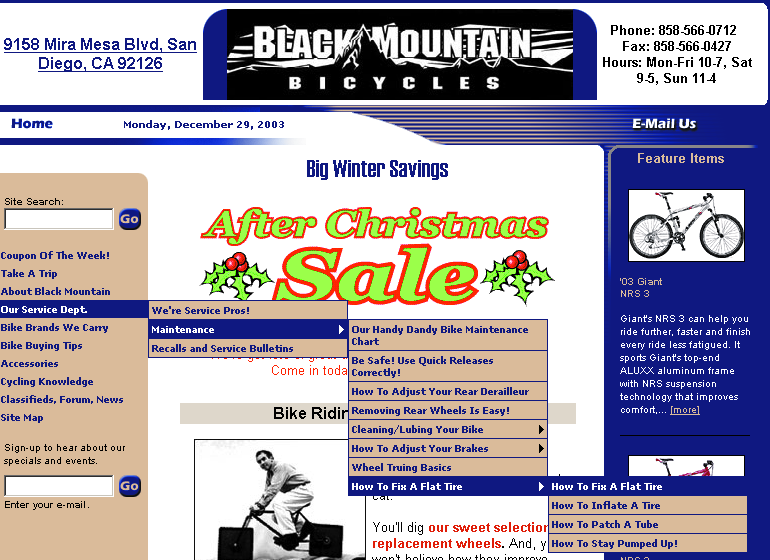 9158 Mira Mesa Blvd, San
Diego, CA 92126
BLACK MOUNTAIN
BICYCLES
Phone: 858-566-0712
Fax: 858-566-0427
Hours: Mon-Fri 10-7, Sat
9-5, Sun 11-4
Home
Monday, December 29, 2003
E-Mail Us
Site Search:
Go
Coupon Of The Week!
Take A Trip
About Black Mountain
Our Service Dept.
Bike Brands We Carry
Bike Buying Tips
Accessories
Cycling Knowledge
Classifieds, Forum, News
Site Map
Sign-up to hear about our
specials and events.
Go
Enter your e-mail.
Big Winter Savings
After Christmas
Sale
We're Service Pros!
Maintenance
Recalls and Service Bulletins
Come in toda
Our Handy Dandy Bike Maintenance
Chart
Be Safe! Use Quick Releases
Correctly!
How To Adjust Your Rear Derailleur
Removing Rear Wheels Is Easy!
Cleaning/Lubing Your Bike
How To Adjust Your Brakes
Wheel Truing Basics
How To Fix A Flat Tire
How To Fix A Flat Tire
How To Inflate A Tire
How To Patch A Tube
How To Stay Pumped Up!
Bike Ridin
cat.
You'll dig our sweet selection
replacement wheels. And, y
won't believe how they improve
Feature Items
'03 Giant
NRS 3
Giant's NRS 3 can help you
ride further, faster and finish
every ride less fatigued. It
sports Giant's top-end
ALUXX aluminum frame
with NRS suspension
technology that improves
comfort,... [more]